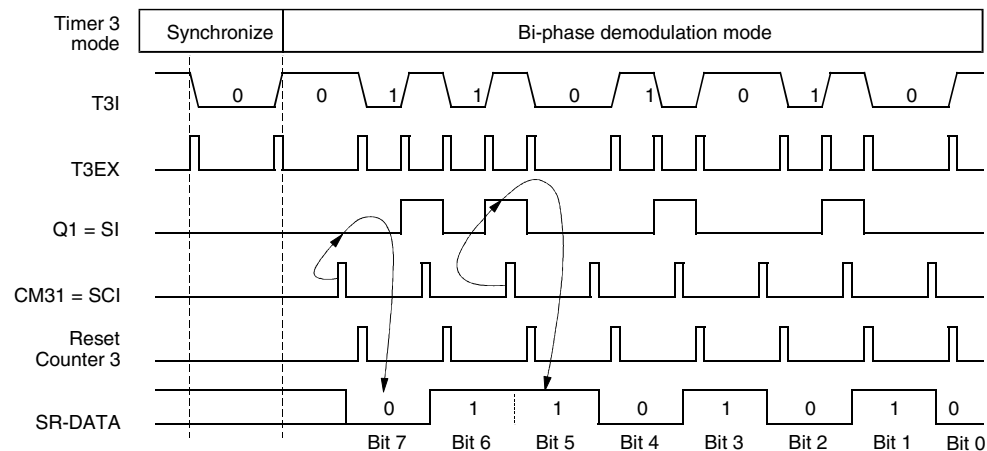 Timer 3
mode
Synchronize
Bi-phase demodulation mode
T3I
0 0 1 1 0 1 0 1 0
T3EX
Q1 = SI
CM31 = SCI
Reset
Counter 3
SR-DATA
0 1 1 0 1 0 1 0
Bit 7 Bit 6 Bit 5 Bit 4 Bit 3 Bit 2 Bit 1 Bit 0